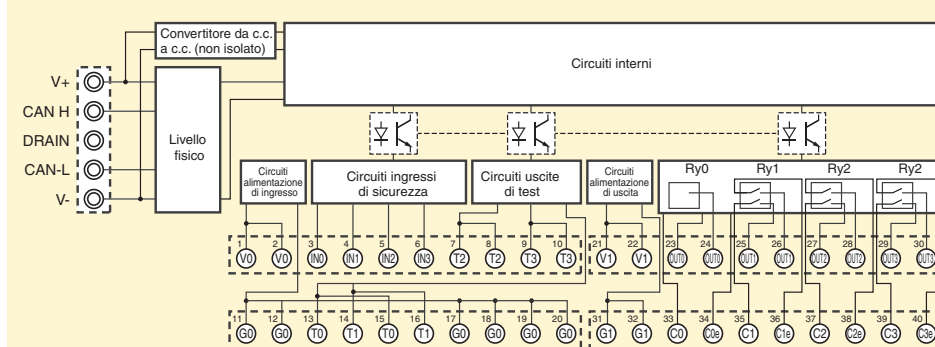 Convertitore da c.c.
a c.c. (non isolato)
Circuiti interni
V+
CAN H
DRAIN
CAN-L
V-
Livello
fisico
Circuiti
alimentazione
di ingresso
Circuiti ingressi
di sicurezza
Circuiti uscite
di test
Circuiti
alimentazione
di uscita
Ry0 Ry1 Ry2 Ry2
1 2 3 4 5 6 7 8 9 10 21 22 23 24 25 26 27 28 29 30
V0 V0 IN0 IN1 IN2 IN3 T2 T2 T3 T3 V1 V1 OUT0 OUT0 OUT1 OUT1 OUT2 OUT2 OUT3 OUT3
11 12 13 14 15 16 17 18 19 20 31 32 33 34 35 36 37 38 39 40
G0 G0 T0 T1 T0 T1 G0 G0 G0 G0 G1 G1 C0 C0e C1 C1e C2 C2e C3 C3e